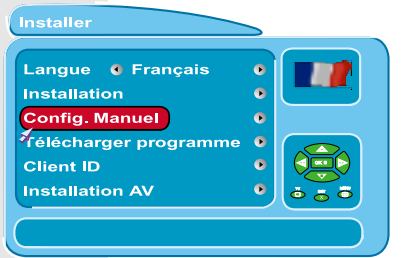 Installer
Langue Français
Installation
Config. Manuel
Télécharger programme
Client ID
Installation AV